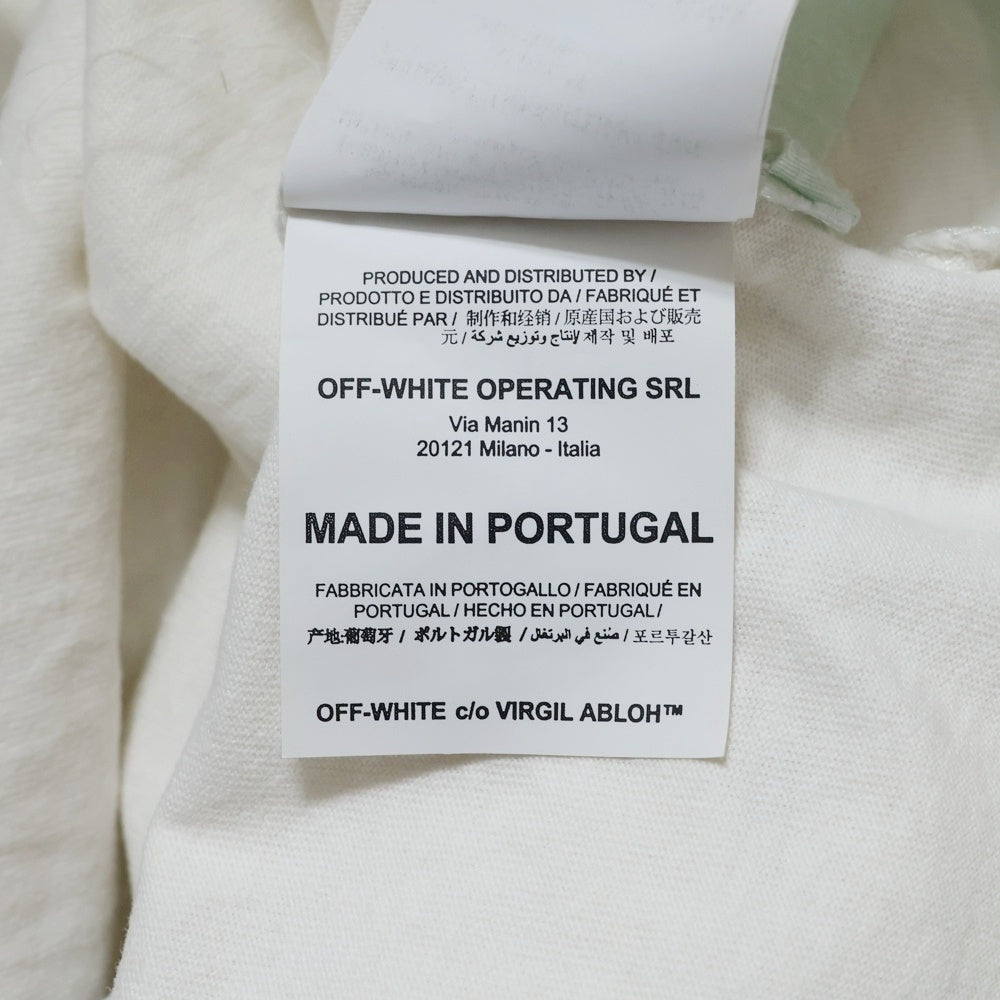 PRODUCED AND DISTRIBUTED BY /
PRODOTTO E DISTRIBUITO DA / FABRIQUÉ ET
DISTRIBUÉ PAR / 制作和经销 / 原産国および販売
元 / لإنتاج وتوزيع شركة / 제작 및 배포
OFF-WHITE OPERATING SRL
Via Manin 13
20121 Milano - Italia
MADE IN PORTUGAL
FABBRICATA IN PORTOGALLO / FABRIQUÉ EN
PORTUGAL / HECHO EN PORTUGAL /
产地:葡萄牙 / ポルトガル製 / صنع في البرتغال / 포르투갈산
OFF-WHITE c/o VIRGIL ABLOH™